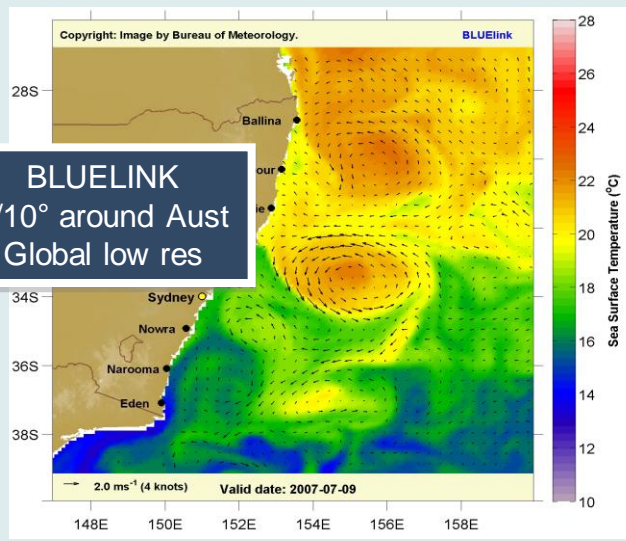 Copyright: Image by Bureau of Meteorology. BLUElink
28S
Ballina
BLUELINK
/10° around Aust
Global low res
our
ie
34S
Sydney
Nowra
36S
Narooma
Eden
38S
2.0 ms⁻¹ (4 knots) Valid date: 2007-07-09
148E 150E 152E 154E 156E 158E
28
26
24
22
20
18
16
14
12
10
Sea Surface Temperature (°C)